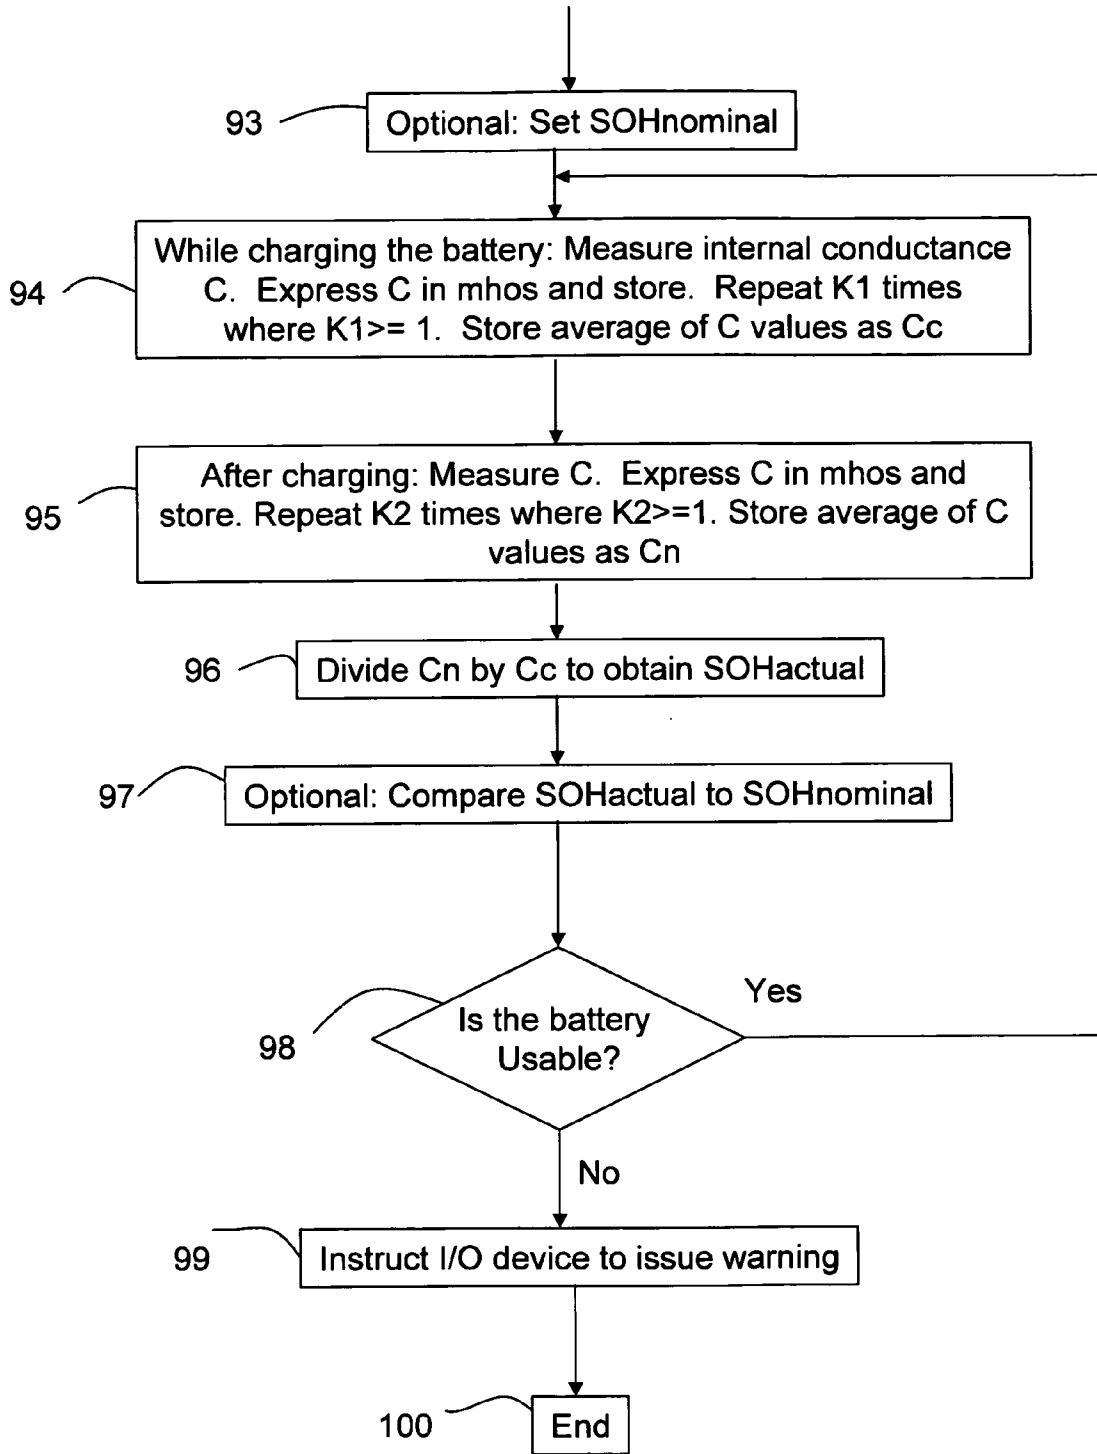 93
Optional: Set SOHnominal
94
While charging the battery: Measure internal conductance
C. Express C in mhos and store. Repeat K1 times
where K1>= 1. Store average of C values as Cc
95
After charging: Measure C. Express C in mhos and
store. Repeat K2 times where K2>=1. Store average of C
values as Cn
96
Divide Cn by Cc to obtain SOHactual
97
Optional: Compare SOHactual to SOHnominal
98
Is the battery
Usable?
Yes
No
99
Instruct I/O device to issue warning
100
End